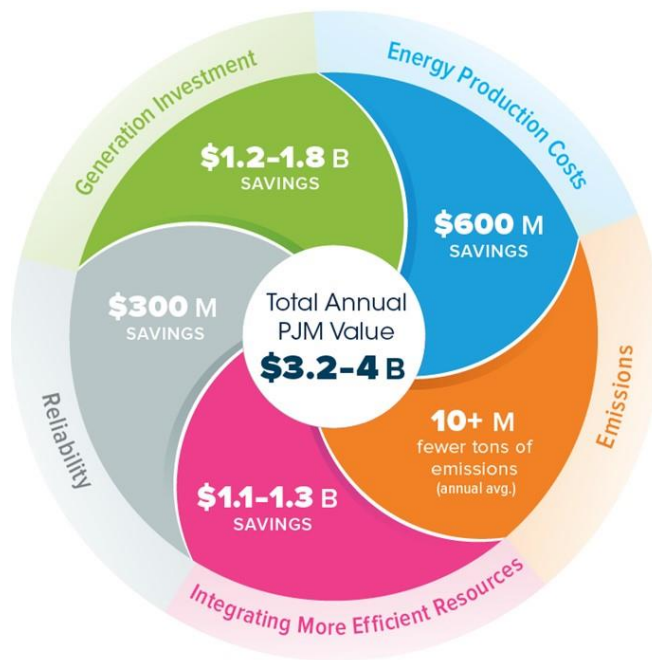 Generation Investment
$1.2–1.8 B
SAVINGS
Energy Production Costs
$600 M
SAVINGS
Emissions
10+ M
fewer tons of
emissions
(annual avg.)
Integrating More Efficient Resources
$1.1–1.3 B
SAVINGS
Reliability
$300 M
SAVINGS
Total Annual
PJM Value
$3.2–4 B